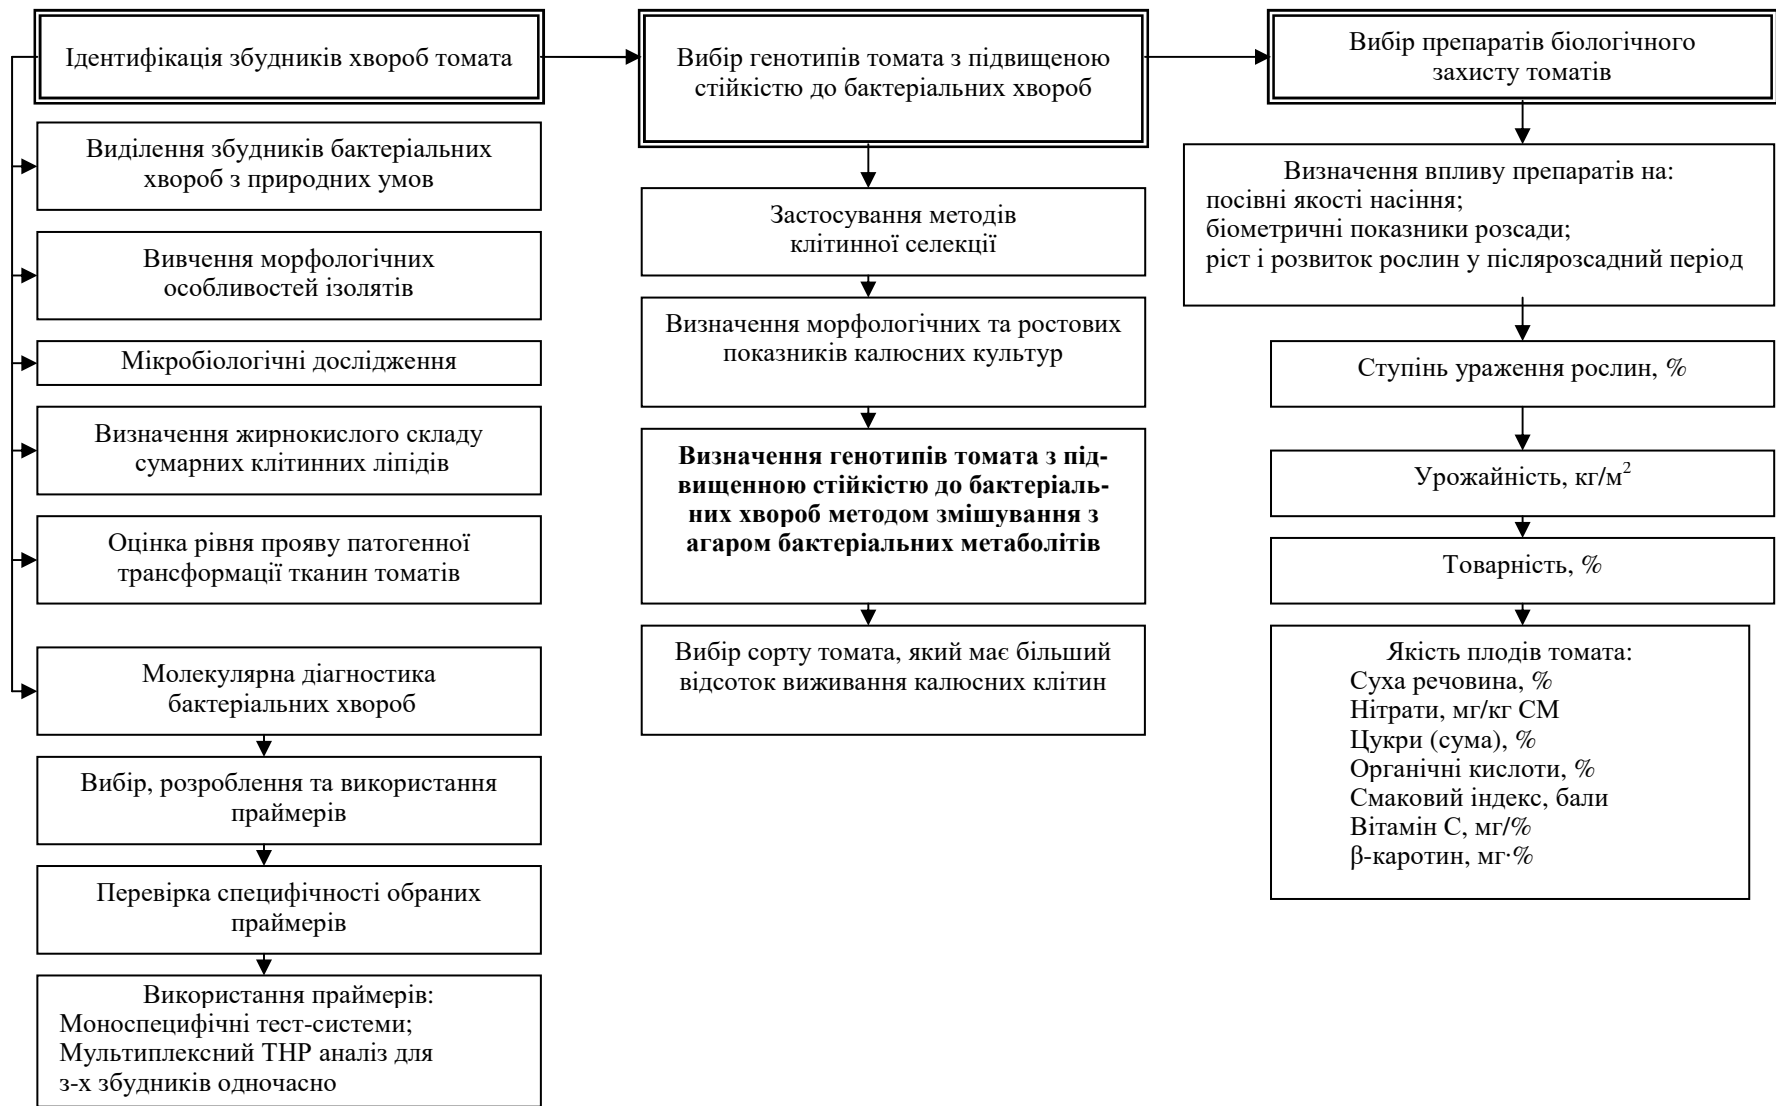 Ідентифікація збудників хвороб томата
Виділення збудників бактеріальних
хвороб з природних умов
Вивчення морфологічних
особливостей ізолятів
Мікробіологічні дослідження
Визначення жирнокислого складу
сумарних клітинних ліпідів
Оцінка рівня прояву патогенної
трансформації тканин томатів
Молекулярна діагностика
бактеріальних хвороб
Вибір, розроблення та використання
праймерів
Перевірка специфічності обраних
праймерів
Використання праймерів:
Моноспецифічні тест-системи;
Мультиплексний ТНР аналіз для
з-х збудників одночасно
Вибір генотипів томата з підвищеною
стійкістю до бактеріальних хвороб
Застосування методів
клітинної селекції
Визначення морфологічних та ростових
показників калюсних культур
Визначення генотипів томата з під-
вищенною стійкістю до бактеріаль-
них хвороб методом змішування з
агаром бактеріальних метаболітів
Вибір сорту томата, який має більший
відсоток виживання калюсних клітин
Вибір препаратів біологічного
захисту томатів
Визначення впливу препаратів на:
посівні якості насіння;
біометричні показники розсади;
ріст і розвиток рослин у післярозсадний період
Ступінь ураження рослин, %
Урожайність, кг/м²
Товарність, %
Якість плодів томата:
Суха речовина, %
Нітрати, мг/кг СМ
Цукри (сума), %
Органічні кислоти, %
Смаковий індекс, бали
Вітамін С, мг/%
β-каротин, мг·%